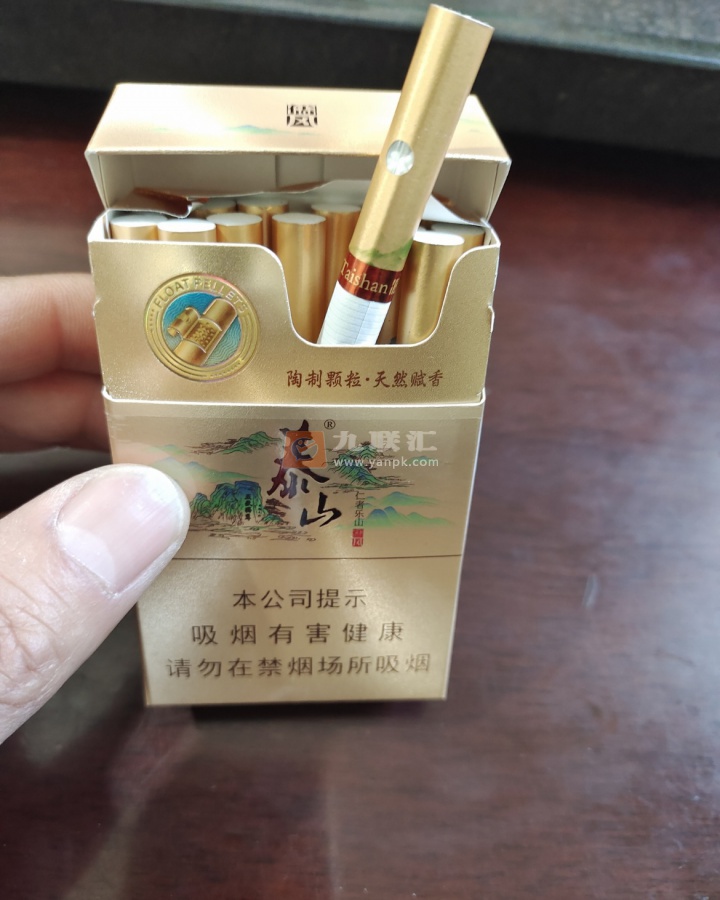 儒风
Taishan
FLOAT PELLETS
陶制颗粒·天然赋香
泰山®
仁者乐山
九联汇
www.yanpk.com
本公司提示
吸烟有害健康
请勿在禁烟场所吸烟